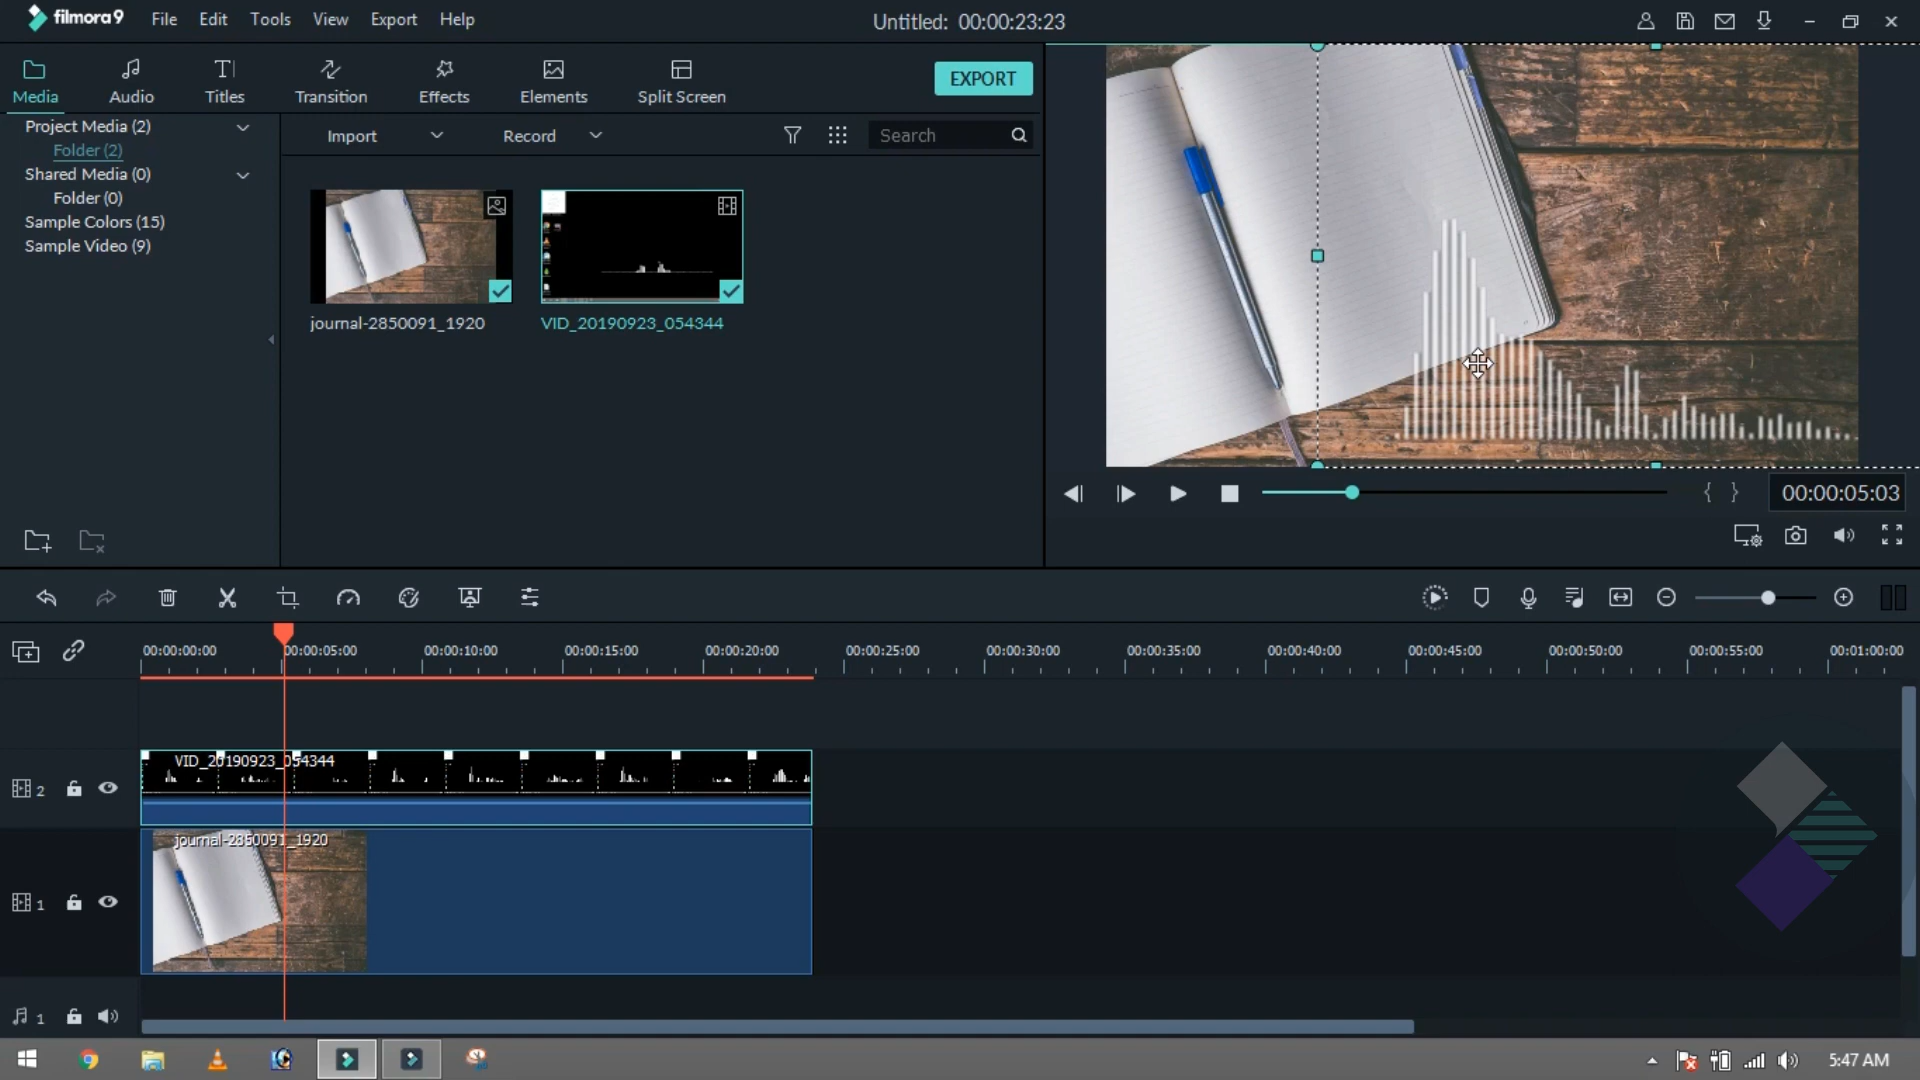 filmora9 File Edit Tools View Export Help Untitled: 00:00:23:23
Media Audio Titles Transition Effects Elements Split Screen EXPORT
Project Media (2)
Folder (2)
Shared Media (0)
Folder (0)
Sample Colors (15)
Sample Video (9)
Import Record Search
journal-2850091_1920 VID_20190923_054344
{ } 00:00:05:03
00:00:00:00 00:00:05:00 00:00:10:00 00:00:15:00 00:00:20:00 00:00:25:00 00:00:30:00 00:00:35:00 00:00:40:00 00:00:45:00 00:00:50:00 00:00:55:00 00:01:00:00
VID_20190923_054344
2
journal-2850091_1920
1
1
5:47 AM